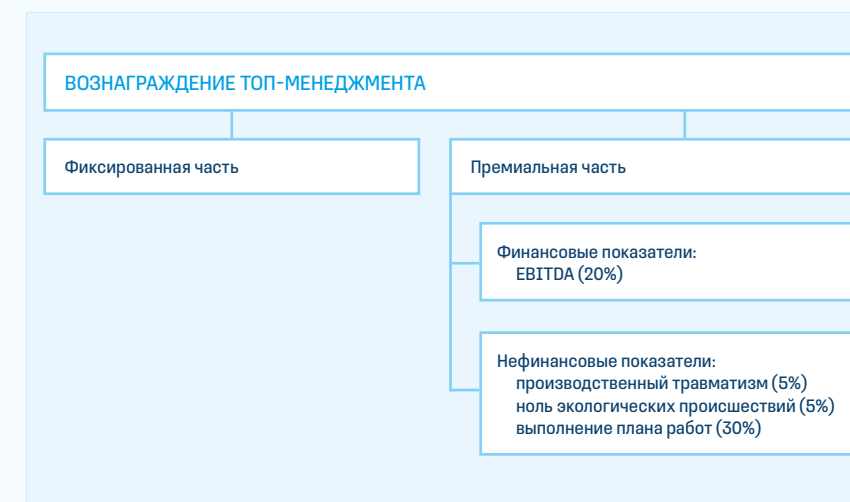 ВОЗНАГРАЖДЕНИЕ ТОП-МЕНЕДЖМЕНТА
Фиксированная часть
Премиальная часть
Финансовые показатели:
EBITDA (20%)
Нефинансовые показатели:
производственный травматизм (5%)
ноль экологических происшествий (5%)
выполнение плана работ (30%)